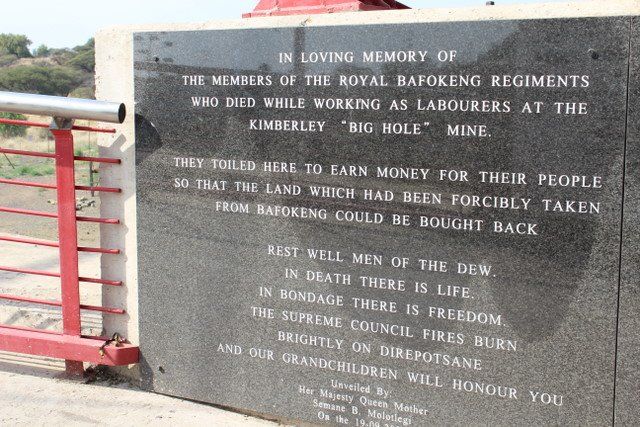 IN LOVING MEMORY OF
THE MEMBERS OF THE ROYAL BAFOKENG REGIMENTS
WHO DIED WHILE WORKING AS LABOURERS AT THE
KIMBERLEY "BIG HOLE" MINE.
THEY TOILED HERE TO EARN MONEY FOR THEIR PEOPLE
SO THAT THE LAND WHICH HAD BEEN FORCIBLY TAKEN
FROM BAFOKENG COULD BE BOUGHT BACK
REST WELL MEN OF THE DEW.
IN DEATH THERE IS LIFE.
IN BONDAGE THERE IS FREEDOM.
THE SUPREME COUNCIL FIRES BURN
BRIGHTLY ON DIREPOTSANE
AND OUR GRANDCHILDREN WILL HONOUR YOU
Unveiled By:
Her Majesty Queen Mother
Semane B. Molotlegi
On the